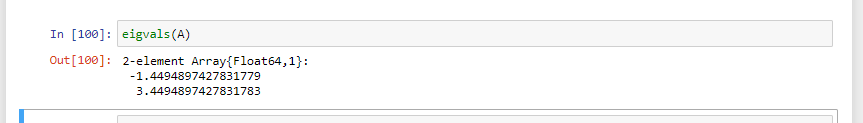 In [100]: eigvals(A)
Out[100]: 2-element Array{Float64,1}:
-1.4494897427831779
3.4494897427831783